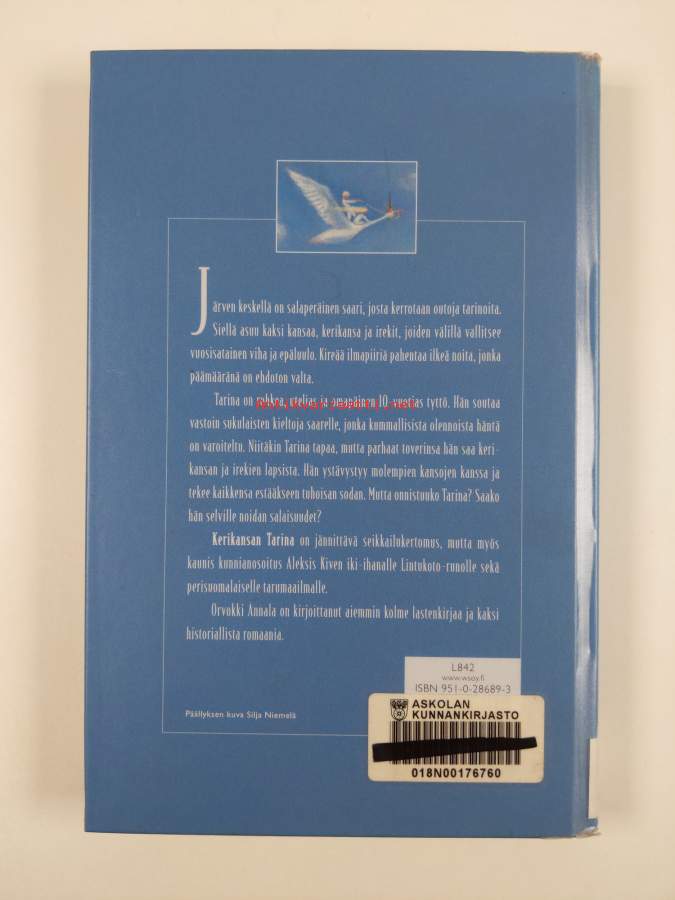 Järven keskellä on salaperäinen saari, josta kerrotaan outoja tarinoita.
Siellä asuu kaksi kansaa, kerikansa ja irekit, joiden välillä vallitsee
vuosisatainen viha ja epäluulo. Kireää ilmapiiriä pahentaa ilkeä noita, jonka
päämääränä on ehdoton valta.
Tarina on rohkea, utelias ja omapäinen 10-vuotias tyttö. Hän soutaa
vastoin sukulaisten kieltoja saarelle, jonka kummallisista olennoista häntä
on varoiteltu. Niitäkin Tarina tapaa, mutta parhaat toverinsa hän saa keri-
kansan ja irekien lapsista. Hän ystävystyy molempien kansojen kanssa ja
tekee kaikkensa estääkseen tuhoisan sodan. Mutta onnistuuko Tarina? Saako
hän selville noidan salaisuudet?
Kerikansan Tarina on jännittävä seikkailukertomus, mutta myös
kaunis kunnianosoitus Aleksis Kiven iki-ihanalle Lintukoto-runolle sekä
perisuomalaiselle tarumaailmalle.
Orvokki Annala on kirjoittanut aiemmin kolme lastenkirjaa ja kaksi
historiallista romaania.
L842
www.wsoy.fi
ISBN 951-0-28689-3
Päällyksen kuva Silja Niemelä
ASKOLAN
KUNNANKIRJASTO
018N00176760